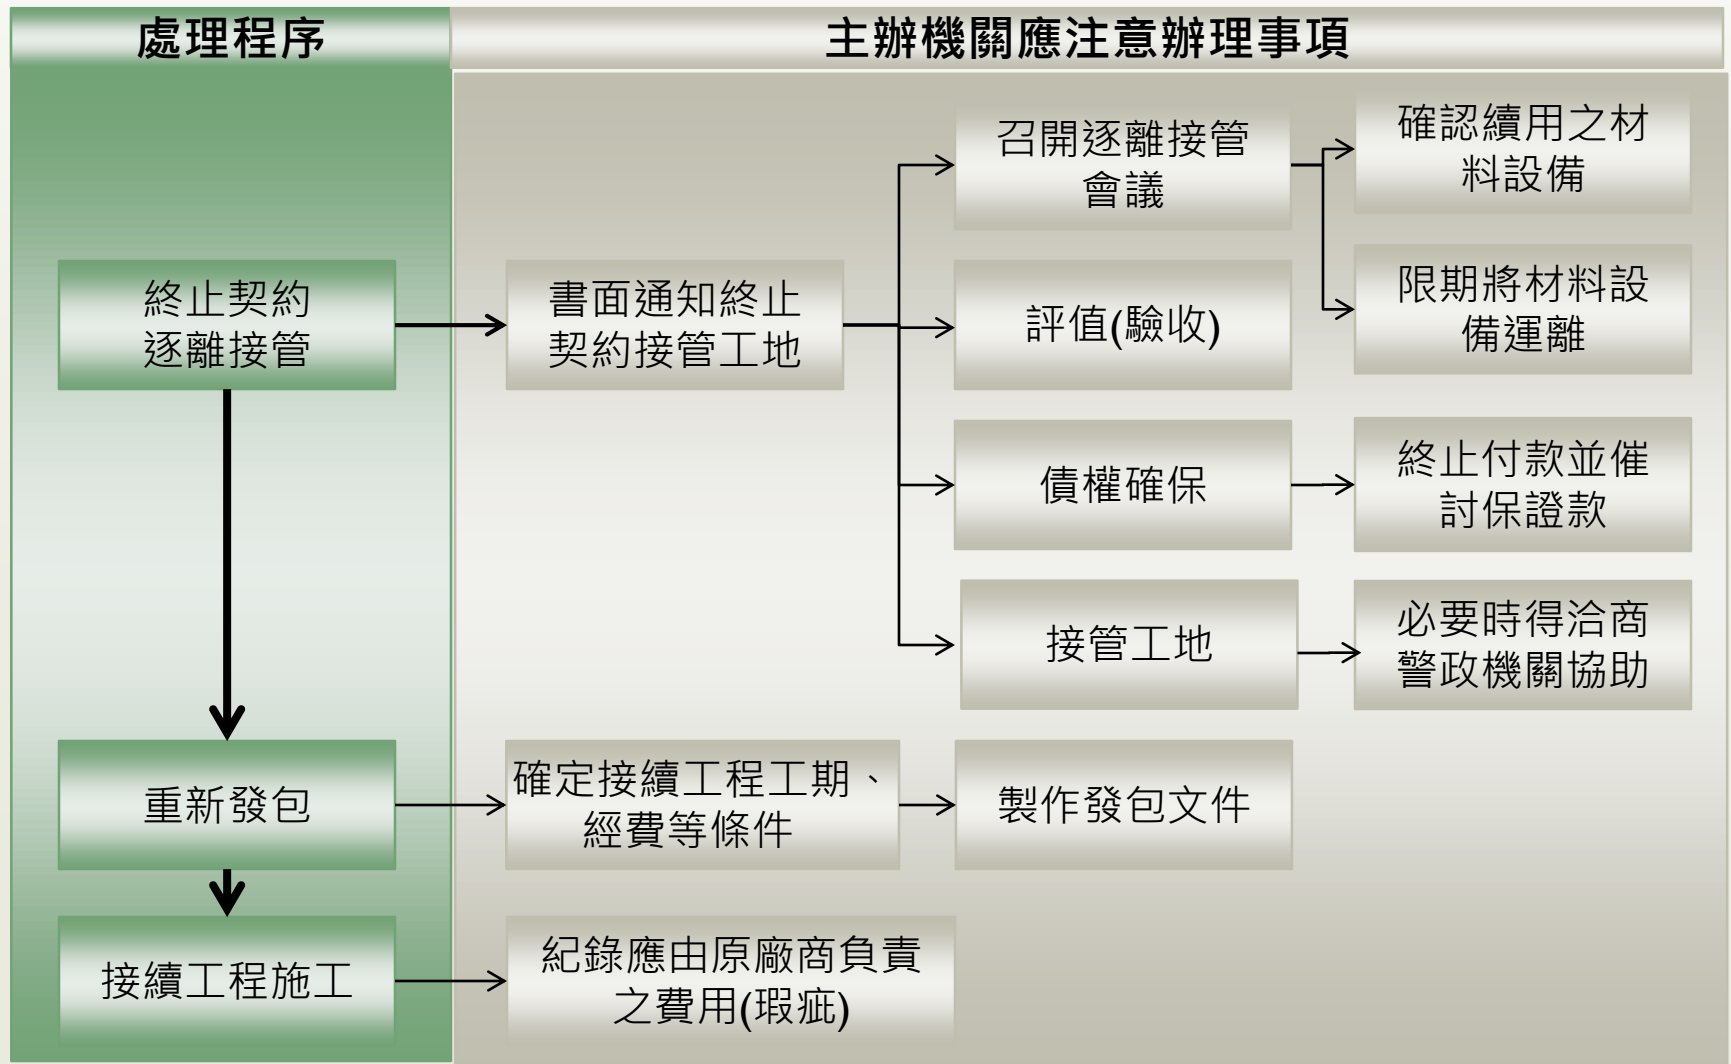 處理程序
主辦機關應注意辦理事項
終止契約
逐離接管
書面通知終止
契約接管工地
召開逐離接管
會議
確認續用之材
料設備
限期將材料設
備運離
評值(驗收)
債權確保
終止付款並催
討保證款
接管工地
必要時得洽商
警政機關協助
重新發包
確定接續工程工期、
經費等條件
製作發包文件
接續工程施工
紀錄應由原廠商負責
之費用(瑕疵)